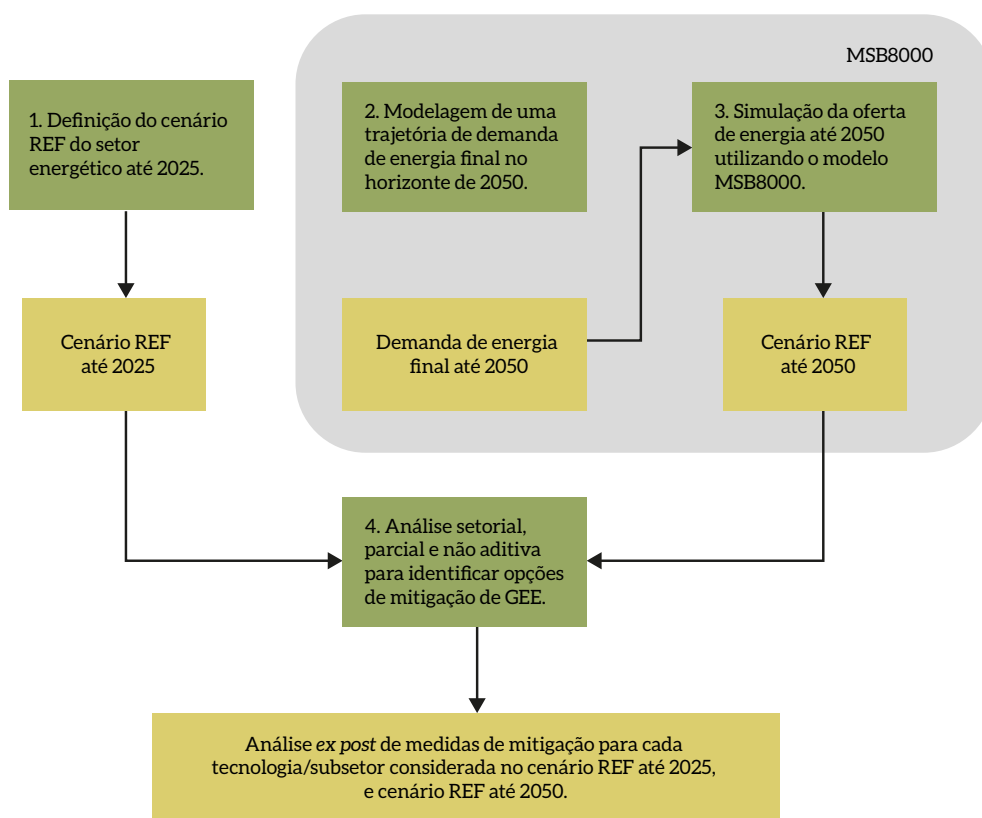 MSB8000
1. Definição do cenário
REF do setor
energético até 2025.
2. Modelagem de uma
trajetória de demanda
de energia final no
horizonte de 2050.
3. Simulação da oferta
de energia até 2050
utilizando o modelo
MSB8000.
Cenário REF
até 2025
Demanda de energia
final até 2050
Cenário REF
até 2050
4. Análise setorial,
parcial e não aditiva
para identificar opções
de mitigação de GEE.
Análise ex post de medidas de mitigação para cada
tecnologia/subsetor considerada no cenário REF até 2025,
e cenário REF até 2050.